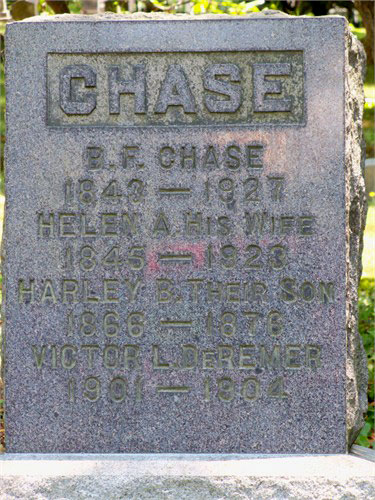 CHASE
B. F. CHASE
1843 — 1927
HELEN A. HIS WIFE
1845 — 1923
HARLEY B. THEIR SON
1866 — 1876
VICTOR L. DEREMER
1901 — 1904